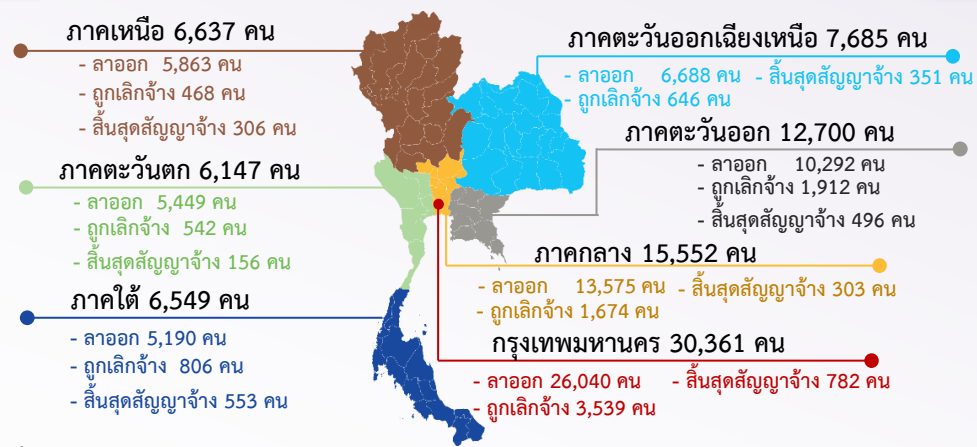 ภาคเหนือ 6,637 คน
- ลาออก 5,863 คน
- ถูกเลิกจ้าง 468 คน
- สิ้นสุดสัญญาจ้าง 306 คน
ภาคตะวันออกเฉียงเหนือ 7,685 คน
- ลาออก 6,688 คน - สิ้นสุดสัญญาจ้าง 351 คน
- ถูกเลิกจ้าง 646 คน
ภาคตะวันออก 12,700 คน
- ลาออก 10,292 คน
- ถูกเลิกจ้าง 1,912 คน
- สิ้นสุดสัญญาจ้าง 496 คน
ภาคตะวันตก 6,147 คน
- ลาออก 5,449 คน
- ถูกเลิกจ้าง 542 คน
- สิ้นสุดสัญญาจ้าง 156 คน
ภาคกลาง 15,552 คน
- ลาออก 13,575 คน - สิ้นสุดสัญญาจ้าง 303 คน
- ถูกเลิกจ้าง 1,674 คน
ภาคใต้ 6,549 คน
- ลาออก 5,190 คน
- ถูกเลิกจ้าง 806 คน
- สิ้นสุดสัญญาจ้าง 553 คน
กรุงเทพมหานคร 30,361 คน
- ลาออก 26,040 คน - สิ้นสุดสัญญาจ้าง 782 คน
- ถูกเลิกจ้าง 3,539 คน